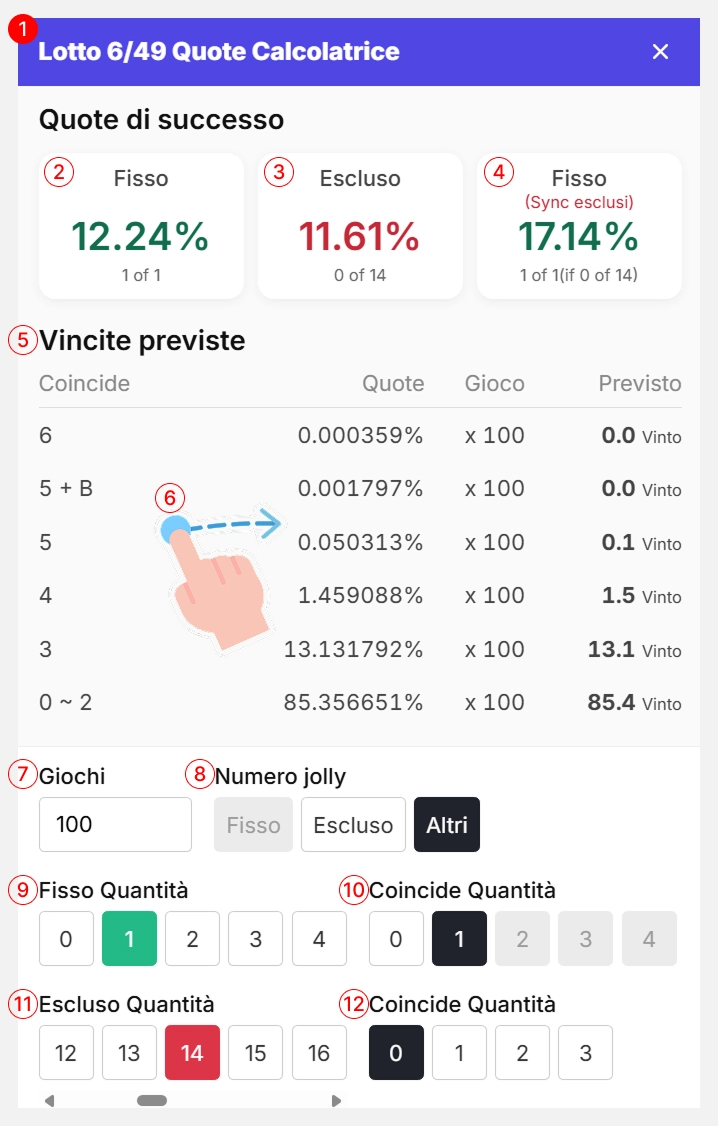 1
Lotto 6/49 Quote Calcolatrice ×
Quote di successo
2 Fisso
12.24%
1 of 1
3 Escluso
11.61%
0 of 14
4 Fisso
(Sync esclusi)
17.14%
1 of 1(if 0 of 14)
5 Vincite previste
Coincide Quote Gioco Previsto
6 0.000359% x 100 0.0 Vinto
5 + B 0.001797% x 100 0.0 Vinto
6
5 0.050313% x 100 0.1 Vinto
4 1.459088% x 100 1.5 Vinto
3 13.131792% x 100 13.1 Vinto
0 ~ 2 85.356651% x 100 85.4 Vinto
7 Giochi 8 Numero jolly
100 Fisso Escluso Altri
9 Fisso Quantità 10 Coincide Quantità
0 1 2 3 4 0 1 2 3 4
11 Escluso Quantità 12 Coincide Quantità
12 13 14 15 16 0 1 2 3